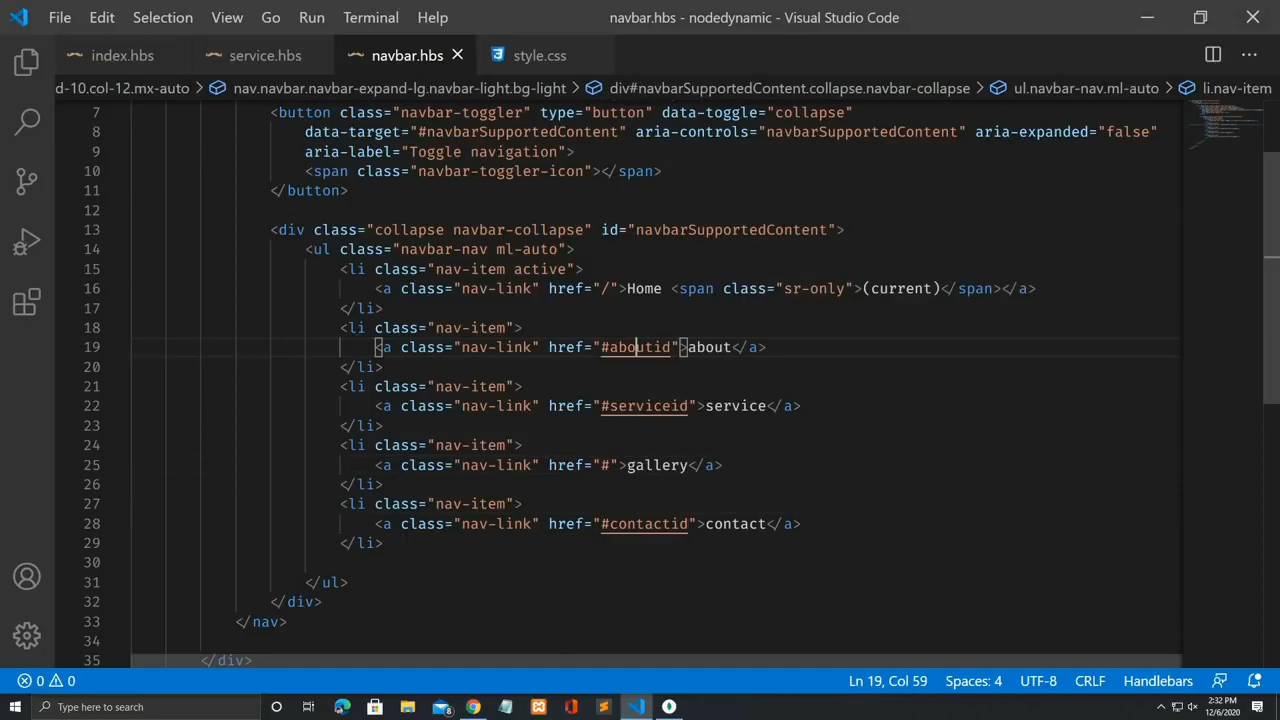 File Edit Selection View Go Run Terminal Help navbar.hbs - nodedynamic - Visual Studio Code
index.hbs service.hbs navbar.hbs style.css
d-10.col-12.mx-auto > nav.navbar.navbar-expand-lg.navbar-light.bg-light > div#navbarSupportedContent.collapse.navbar-collapse > ul.navbar-nav.ml-auto > li.nav-item
7 <button class="navbar-toggler" type="button" data-toggle="collapse"
8 data-target="#navbarSupportedContent" aria-controls="navbarSupportedContent" aria-expanded="false"
9 aria-label="Toggle navigation">
10 <span class="navbar-toggler-icon"></span>
11 </button>
12
13 <div class="collapse navbar-collapse" id="navbarSupportedContent">
14 <ul class="navbar-nav ml-auto">
15 <li class="nav-item active">
16 <a class="nav-link" href="/">Home <span class="sr-only">(current)</span></a>
17 </li>
18 <li class="nav-item">
19 <a class="nav-link" href="#aboutid">about</a>
20 </li>
21 <li class="nav-item">
22 <a class="nav-link" href="#serviceid">service</a>
23 </li>
24 <li class="nav-item">
25 <a class="nav-link" href="#">gallery</a>
26 </li>
27 <li class="nav-item">
28 <a class="nav-link" href="#contactid">contact</a>
29 </li>
30
31 </ul>
32 </div>
33 </nav>
34
35 </div>
0 0 Ln 19, Col 59 Spaces: 4 UTF-8 CRLF Handlebars
Type here to search 2:32 PM
12/6/2020